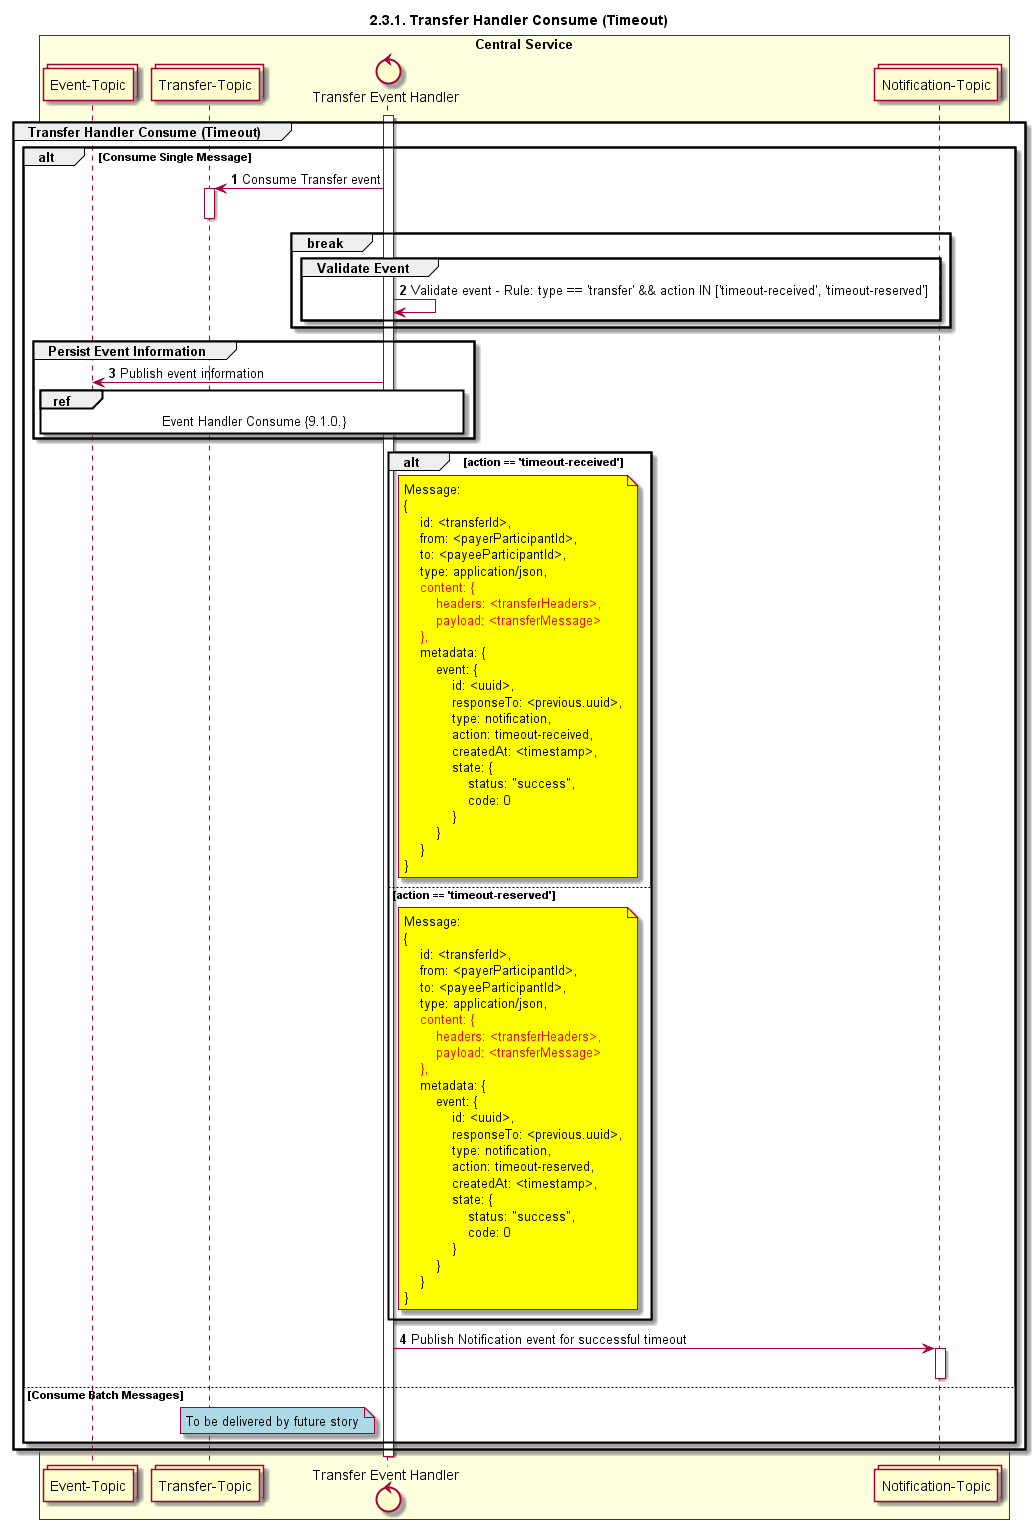 2.3.1. Transfer Handler Consume (Timeout)
Central Service
Event-Topic
Transfer-Topic
Transfer Event Handler
Notification-Topic
Transfer Handler Consume (Timeout)
alt [Consume Single Message]
1 Consume Transfer event
break
Validate Event
2 Validate event - Rule: type == 'transfer' && action IN ['timeout-received', 'timeout-reserved']
Persist Event Information
3 Publish event information
ref
Event Handler Consume {9.1.0.}
alt [action == 'timeout-received']
Message:
{
id: <transferId>,
from: <payerParticipantId>,
to: <payeeParticipantId>,
type: application/json,
content: {
headers: <transferHeaders>,
payload: <transferMessage>
},
metadata: {
event: {
id: <uuid>,
responseTo: <previous.uuid>,
type: notification,
action: timeout-received,
createdAt: <timestamp>,
state: {
status: "success",
code: 0
}
}
}
}
[action == 'timeout-reserved']
Message:
{
id: <transferId>,
from: <payerParticipantId>,
to: <payeeParticipantId>,
type: application/json,
content: {
headers: <transferHeaders>,
payload: <transferMessage>
},
metadata: {
event: {
id: <uuid>,
responseTo: <previous.uuid>,
type: notification,
action: timeout-reserved,
createdAt: <timestamp>,
state: {
status: "success",
code: 0
}
}
}
}
4 Publish Notification event for successful timeout
[Consume Batch Messages]
To be delivered by future story
Event-Topic
Transfer-Topic
Transfer Event Handler
Notification-Topic